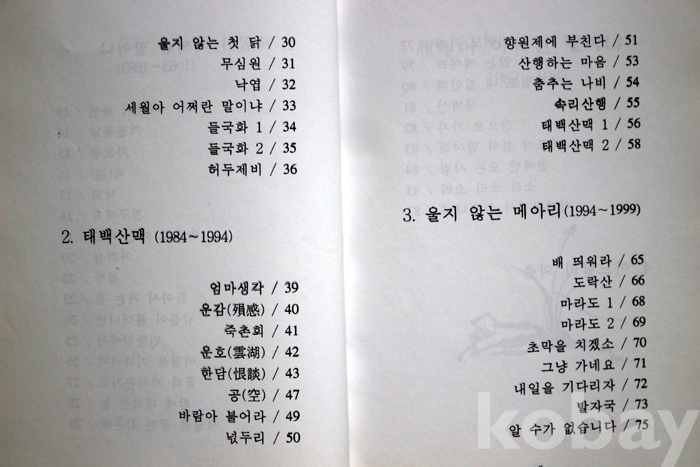 울지 않는 첫 닭 / 30
무심원 / 31
낙엽 / 32
세월아 어쩌란 말이냐 / 33
들국화 1 / 34
들국화 2 / 35
허두제비 / 36
2. 태백산맥 (1984~1994)
엄마생각 / 39
운감(殞感) / 40
죽촌회 / 41
운호(雲湖) / 42
한담(恨談) / 43
공(空) / 47
바람아 불어라 / 49
넋두리 / 50
향원제에 부친다 / 51
산행하는 마음 / 53
춤추는 나비 / 54
속리산행 / 55
태백산맥 1 / 56
태백산맥 2 / 58
3. 울지 않는 메아리 (1994~1999)
배 띄워라 / 65
도락산 / 66
마라도 1 / 68
마라도 2 / 69
초막을 치겠소 / 70
그냥 가네요 / 71
내일을 기다리자 / 72
발자국 / 73
알 수가 없습니다 / 75
kobay